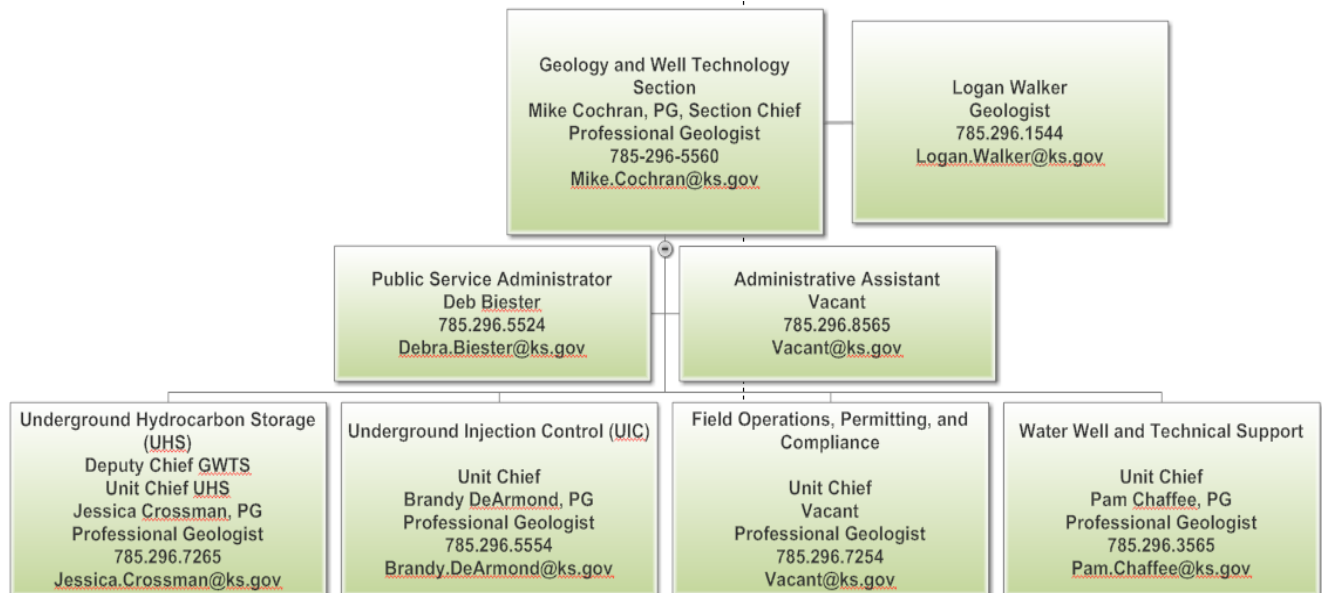 Geology and Well Technology
Section
Mike Cochran, PG, Section Chief
Professional Geologist
785-296-5560
Mike.Cochran@ks.gov
Logan Walker
Geologist
785.296.1544
Logan.Walker@ks.gov
Public Service Administrator
Deb Biester
785.296.5524
Debra.Biester@ks.gov
Administrative Assistant
Vacant
785.296.8565
Vacant@ks.gov
Underground Hydrocarbon Storage
(UHS)
Deputy Chief GWTS
Unit Chief UHS
Jessica Crossman, PG
Professional Geologist
785.296.7265
Jessica.Crossman@ks.gov
Underground Injection Control (UIC)
Unit Chief
Brandy DeArmond, PG
Professional Geologist
785.296.5554
Brandy.DeArmond@ks.gov
Field Operations, Permitting, and
Compliance
Unit Chief
Vacant
Professional Geologist
785.296.7254
Vacant@ks.gov
Water Well and Technical Support
Unit Chief
Pam Chaffee, PG
Professional Geologist
785.296.3565
Pam.Chaffee@ks.gov